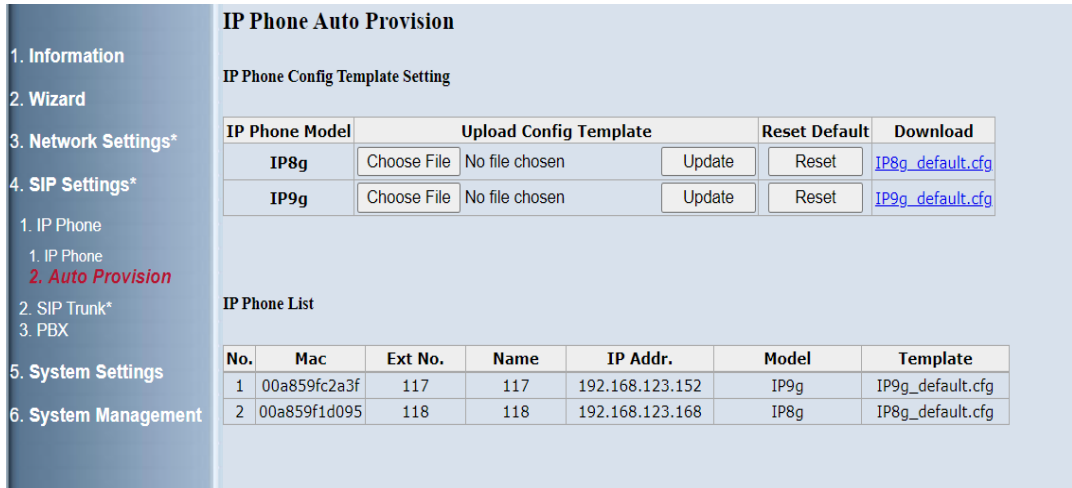 1. Information
2. Wizard
3. Network Settings*
4. SIP Settings*
1. IP Phone
1. IP Phone
2. Auto Provision
2. SIP Trunk*
3. PBX
5. System Settings
6. System Management
IP Phone Auto Provision
IP Phone Config Template Setting
IP Phone Model Upload Config Template Reset Default Download
IP8g Choose File No file chosen Update Reset IP8g_default.cfg
IP9g Choose File No file chosen Update Reset IP9g_default.cfg
IP Phone List
No. Mac Ext No. Name IP Addr. Model Template
1 00a859fc2a3f 117 117 192.168.123.152 IP9g IP9g_default.cfg
2 00a859f1d095 118 118 192.168.123.168 IP8g IP8g_default.cfg